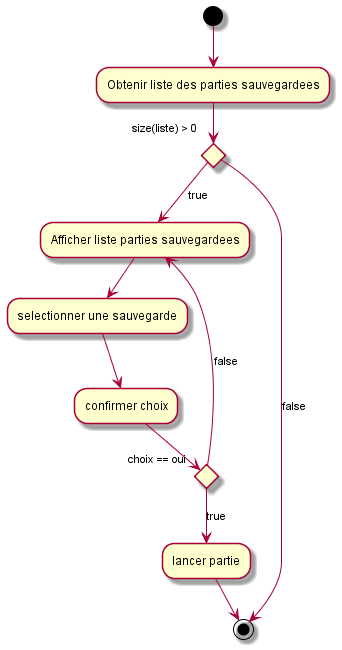 Obtenir liste des parties sauvegardees
size(liste) > 0
true
Afficher liste parties sauvegardees
selectionner une sauvegarde
false
confirmer choix
false
choix == oui
true
lancer partie